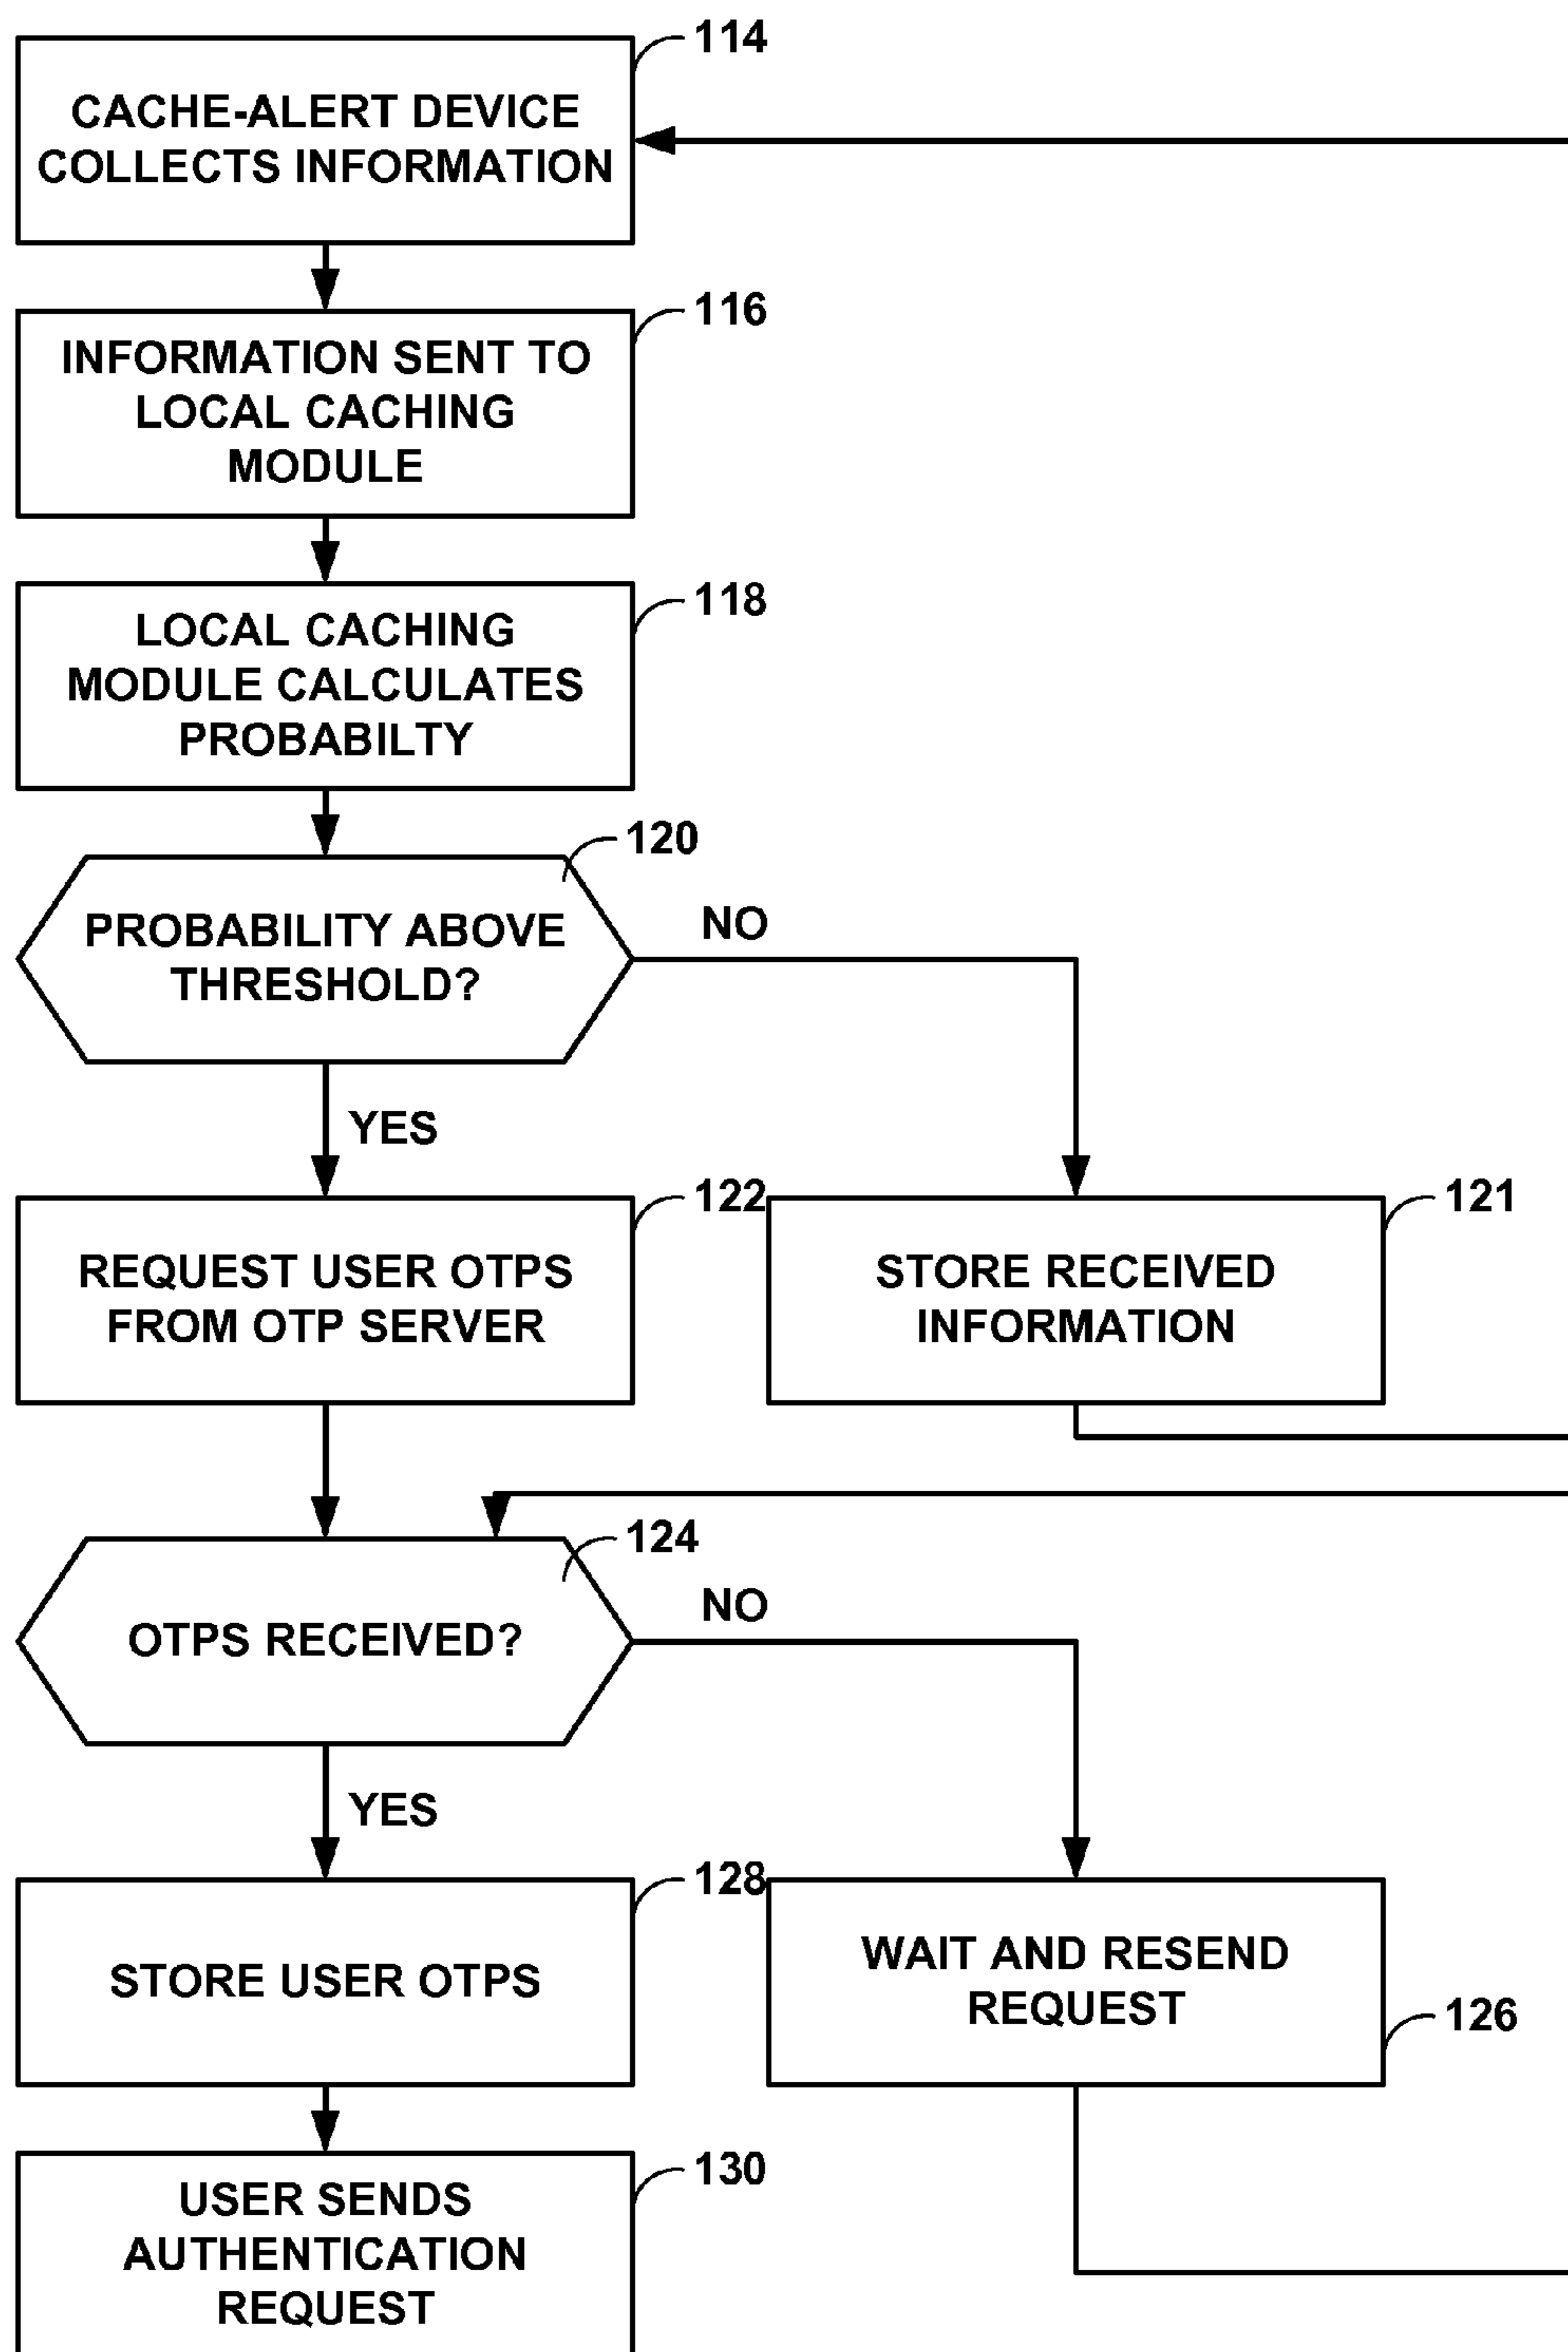 114
CACHE-ALERT DEVICE
COLLECTS INFORMATION
116
INFORMATION SENT TO
LOCAL CACHING
MODULE
118
LOCAL CACHING
MODULE CALCULATES
PROBABILTY
120
PROBABILITY ABOVE
THRESHOLD?
NO
YES
122
REQUEST USER OTPS
FROM OTP SERVER
121
STORE RECEIVED
INFORMATION
124
OTPS RECEIVED?
NO
YES
128
STORE USER OTPS
WAIT AND RESEND
REQUEST
126
130
USER SENDS
AUTHENTICATION
REQUEST